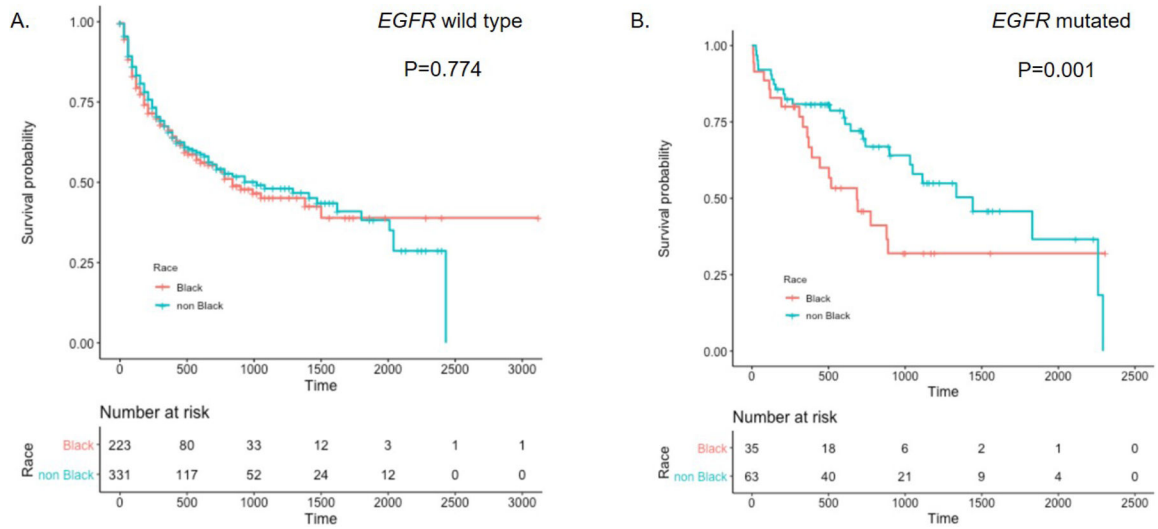 A.
EGFR wild type
P=0.774
1.00
0.75
0.50
0.25
0.00
Survival probability
Race
Black
non Black
0 500 1000 1500 2000 2500 3000
Time
Number at risk
Race
Black 223 80 33 12 3 1 1
non Black 331 117 52 24 12 0 0
0 500 1000 1500 2000 2500 3000
Time
B.
EGFR mutated
P=0.001
1.00
0.75
0.50
0.25
0.00
Survival probability
Race
Black
non Black
0 500 1000 1500 2000 2500
Time
Number at risk
Race
Black 35 18 6 2 1 0
non Black 63 40 21 9 4 0
0 500 1000 1500 2000 2500
Time